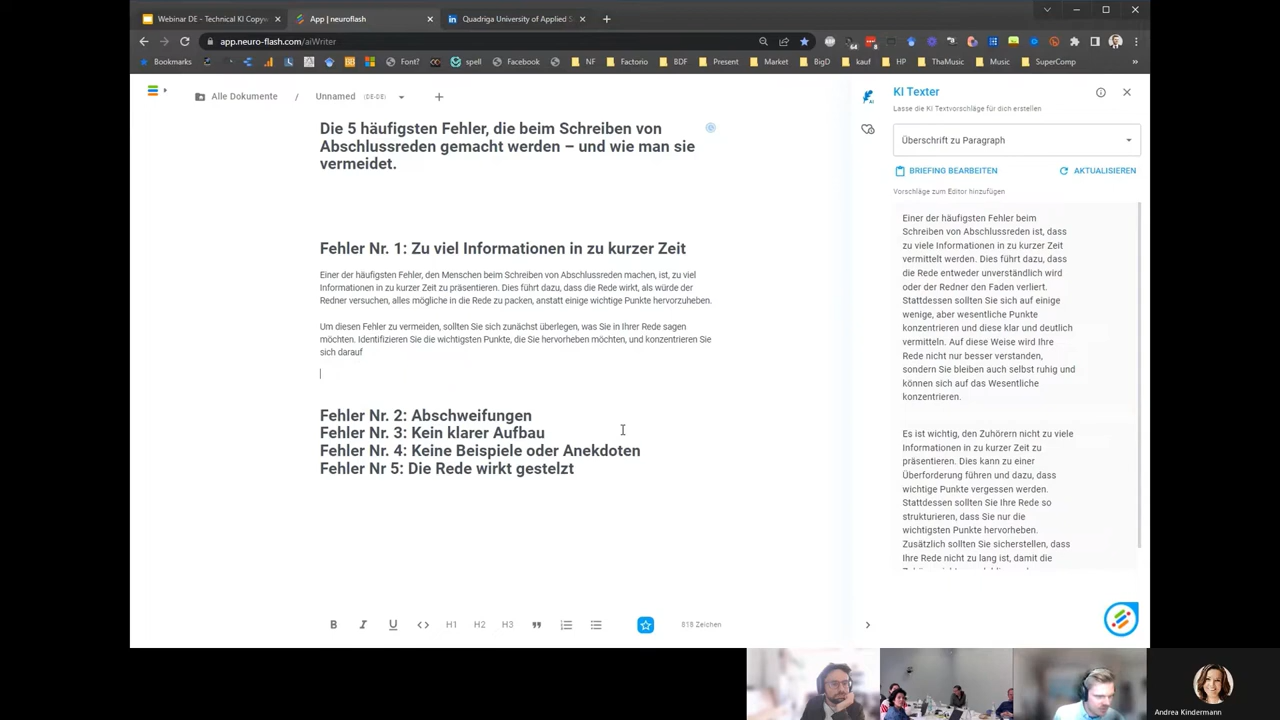 Webinar DE - Technical KI Copyw
App | neuroflash
Quadriga University of Applied S
app.neuro-flash.com/aiWriter
Bookmarks
Font?
spell
Facebook
NF
Factorio
BDF
Present
Market
BigD
kauf
HP
ThaMusic
Music
SuperComp
Alle Dokumente / Unnamed (DE-DE)
Die 5 häufigsten Fehler, die beim Schreiben von
Abschlussreden gemacht werden – und wie man sie
vermeidet.
Fehler Nr. 1: Zu viel Informationen in zu kurzer Zeit
Einer der häufigsten Fehler, den Menschen beim Schreiben von Abschlussreden machen, ist, zu viel
Informationen in zu kurzer Zeit zu präsentieren. Dies führt dazu, dass die Rede wirkt, als würde der
Redner versuchen, alles mögliche in die Rede zu packen, anstatt einige wichtige Punkte hervorzuheben.
Um diesen Fehler zu vermeiden, sollten Sie sich zunächst überlegen, was Sie in Ihrer Rede sagen
möchten. Identifizieren Sie die wichtigsten Punkte, die Sie hervorheben möchten, und konzentrieren Sie
sich darauf
Fehler Nr. 2: Abschweifungen
Fehler Nr. 3: Kein klarer Aufbau
Fehler Nr. 4: Keine Beispiele oder Anekdoten
Fehler Nr 5: Die Rede wirkt gestelzt
B I U <> H1 H2 H3
818 Zeichen
KI Texter
Lasse die KI Textvorschläge für dich erstellen
Überschrift zu Paragraph
BRIEFING BEARBEITEN
AKTUALISIEREN
Vorschläge zum Editor hinzufügen
Einer der häufigsten Fehler beim
Schreiben von Abschlussreden ist, dass
zu viele Informationen in zu kurzer Zeit
vermittelt werden. Dies führt dazu, dass
die Rede entweder unverständlich wird
oder der Redner den Faden verliert.
Stattdessen sollten Sie sich auf einige
wenige, aber wesentliche Punkte
konzentrieren und diese klar und deutlich
vermitteln. Auf diese Weise wird Ihre
Rede nicht nur besser verstanden,
sondern Sie bleiben auch selbst ruhig und
können sich auf das Wesentliche
konzentrieren.
Es ist wichtig, den Zuhörern nicht zu viele
Informationen in zu kurzer Zeit zu
präsentieren. Dies kann zu einer
Überforderung führen und dazu, dass
wichtige Punkte vergessen werden.
Stattdessen sollten Sie Ihre Rede so
strukturieren, dass Sie nur die
wichtigsten Punkte hervorheben.
Zusätzlich sollten Sie sicherstellen, dass
Ihre Rede nicht zu lang ist, damit die
Andrea Kindermann